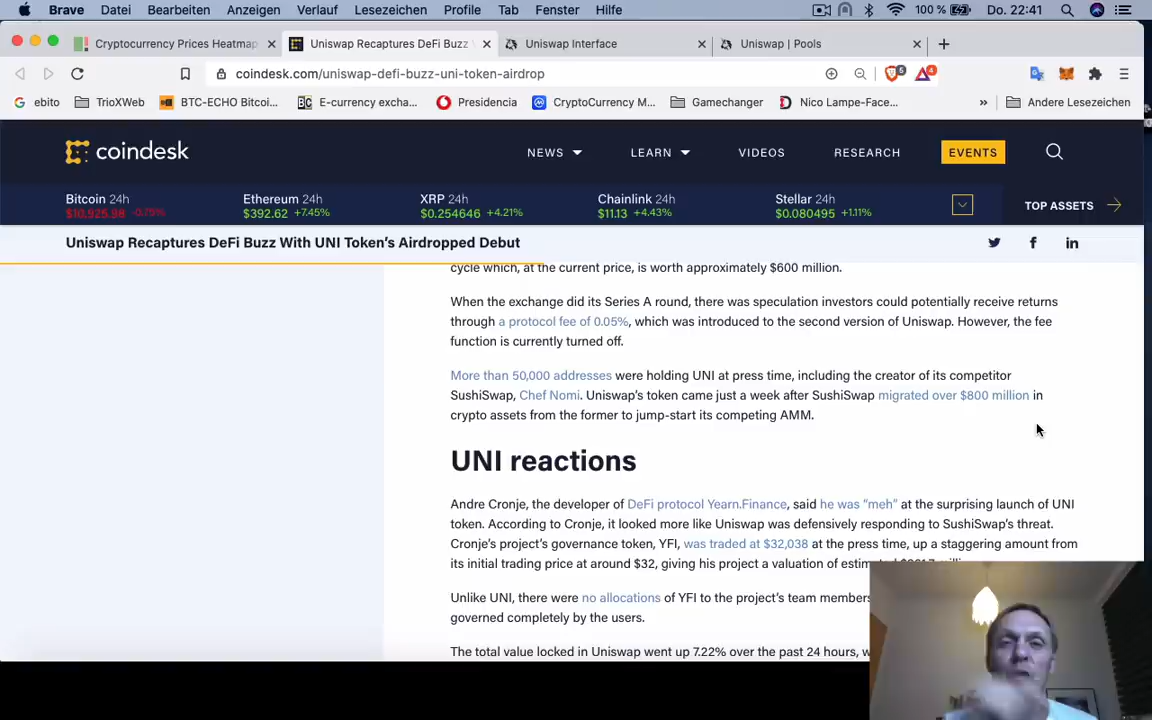 Brave Datei Bearbeiten Anzeigen Verlauf Lesezeichen Profile Tab Fenster Hilfe 100 % Do. 22:41
Cryptocurrency Prices Heatmap Uniswap Recaptures DeFi Buzz Uniswap Interface Uniswap | Pools
coindesk.com/uniswap-defi-buzz-uni-token-airdrop 5 4
ebito TrioXWeb BTC-ECHO Bitcoi... E-currency excha... Presidencia CryptoCurrency M... Gamechanger Nico Lampe-Face... » Andere Lesezeichen
coindesk NEWS LEARN VIDEOS RESEARCH EVENTS
Bitcoin 24h Ethereum 24h XRP 24h Chainlink 24h Stellar 24h
$10,925.98 -0.75% $392.62 +7.45% $0.254646 +4.21% $11.13 +4.43% $0.080495 +1.11% TOP ASSETS
Uniswap Recaptures DeFi Buzz With UNI Token's Airdropped Debut
cycle which, at the current price, is worth approximately $600 million.
When the exchange did its Series A round, there was speculation investors could potentially receive returns
through a protocol fee of 0.05%, which was introduced to the second version of Uniswap. However, the fee
function is currently turned off.
More than 50,000 addresses were holding UNI at press time, including the creator of its competitor
SushiSwap, Chef Nomi. Uniswap's token came just a week after SushiSwap migrated over $800 million in
crypto assets from the former to jump-start its competing AMM.
UNI reactions
Andre Cronje, the developer of DeFi protocol Yearn.Finance, said he was "meh" at the surprising launch of UNI
token. According to Cronje, it looked more like Uniswap was defensively responding to SushiSwap's threat.
Cronje's project's governance token, YFI, was traded at $32,038 at the press time, up a staggering amount from
its initial trading price at around $32, giving his project a valuation of
Unlike UNI, there were no allocations of YFI to the project's team members
governed completely by the users.
The total value locked in Uniswap went up 7.22% over the past 24 hours,